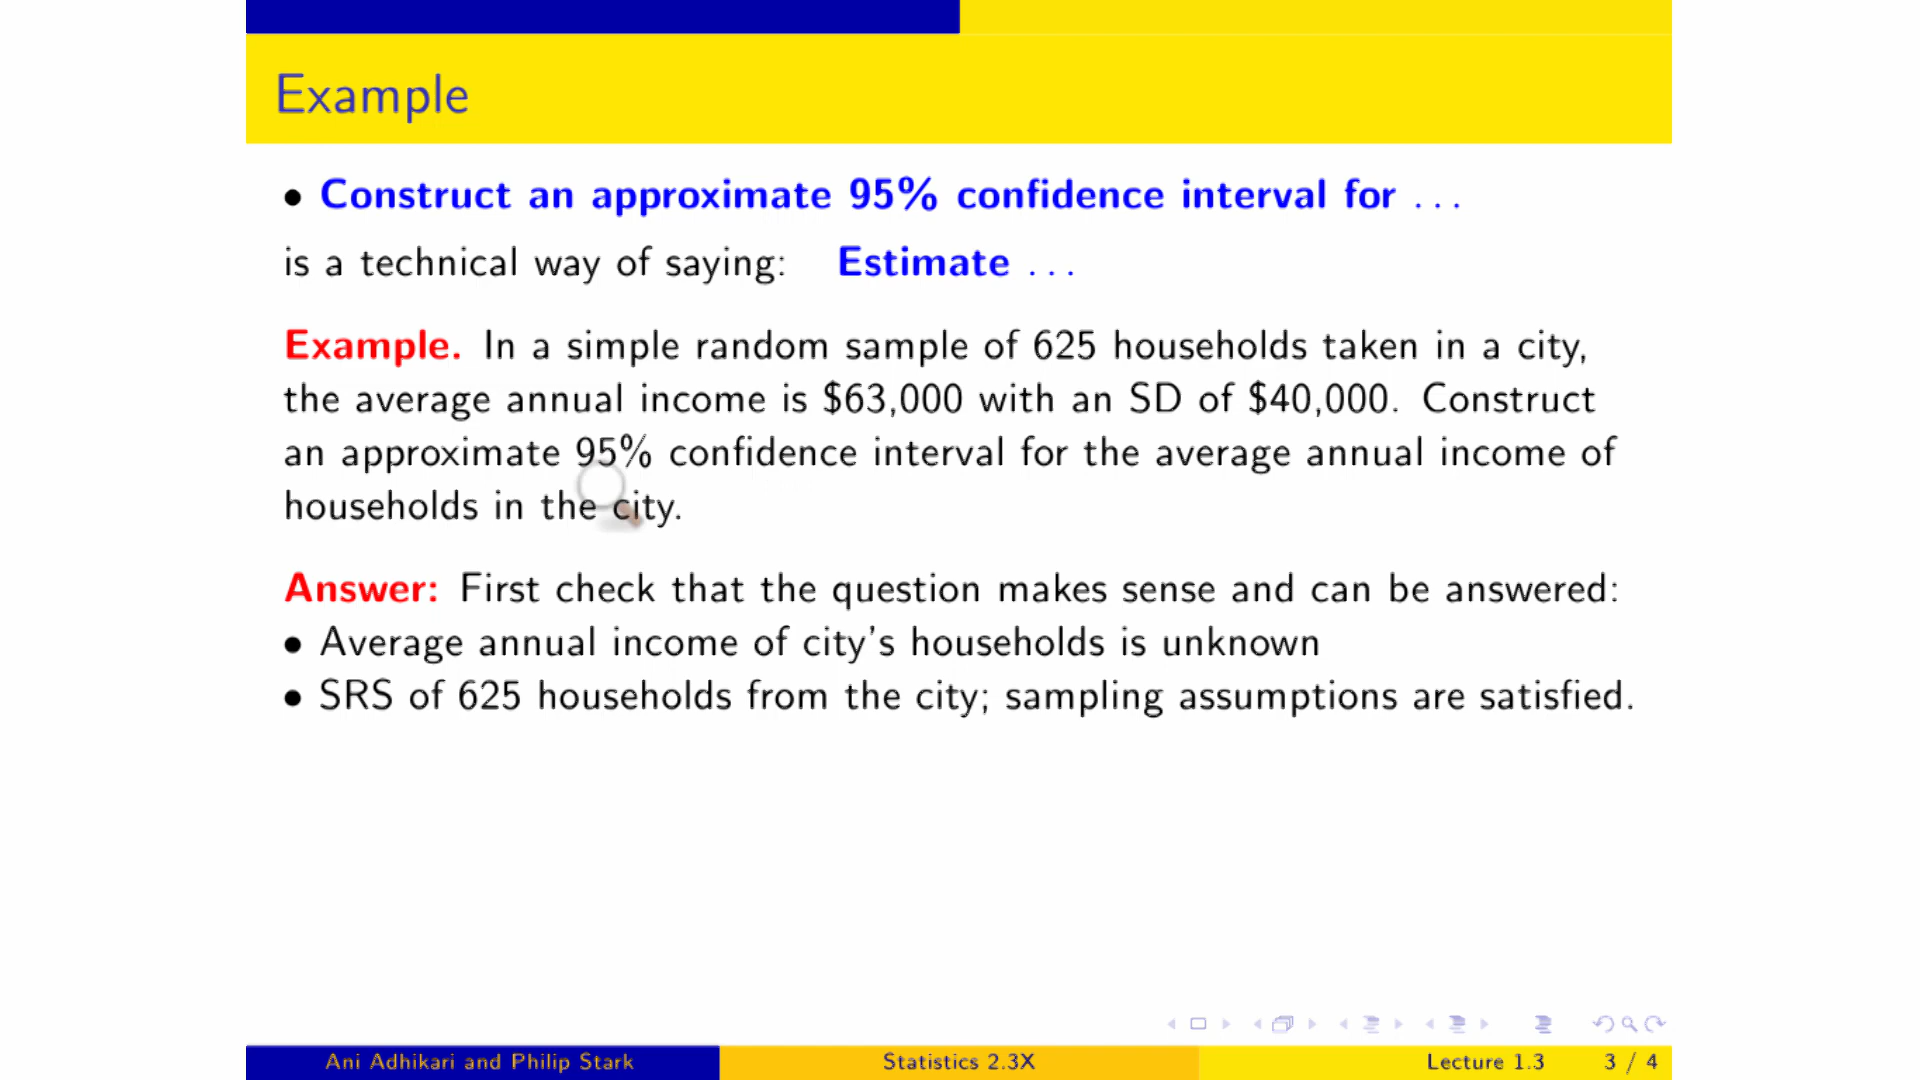 Example
• Construct an approximate 95% confidence interval for . . .
is a technical way of saying: Estimate . . .
Example. In a simple random sample of 625 households taken in a city,
the average annual income is $63,000 with an SD of $40,000. Construct
an approximate 95% confidence interval for the average annual income of
households in the city.
Answer: First check that the question makes sense and can be answered:
• Average annual income of city's households is unknown
• SRS of 625 households from the city; sampling assumptions are satisfied.
Ani Adhikari and Philip Stark Statistics 2.3X Lecture 1.3 3 / 4